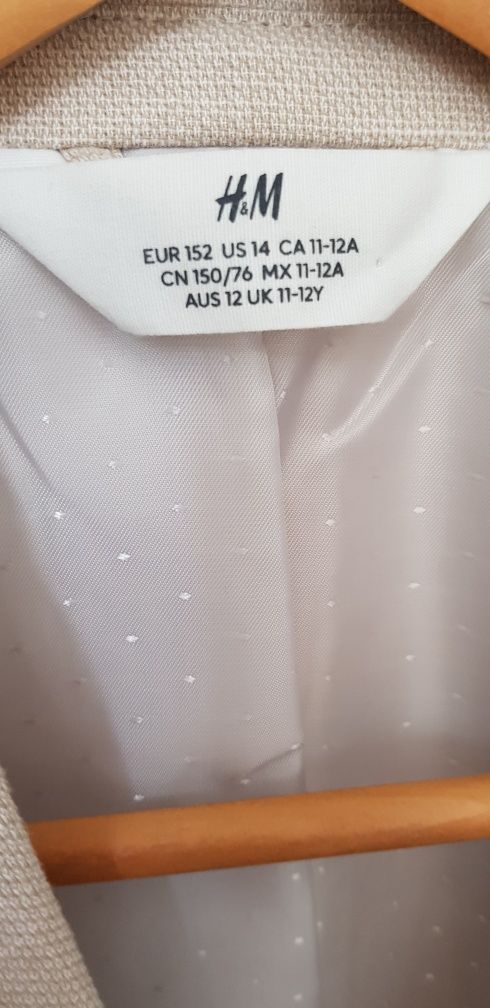 H&M
EUR 152 US 14 CA 11-12A
CN 150/76 MX 11-12A
AUS 12 UK 11-12Y